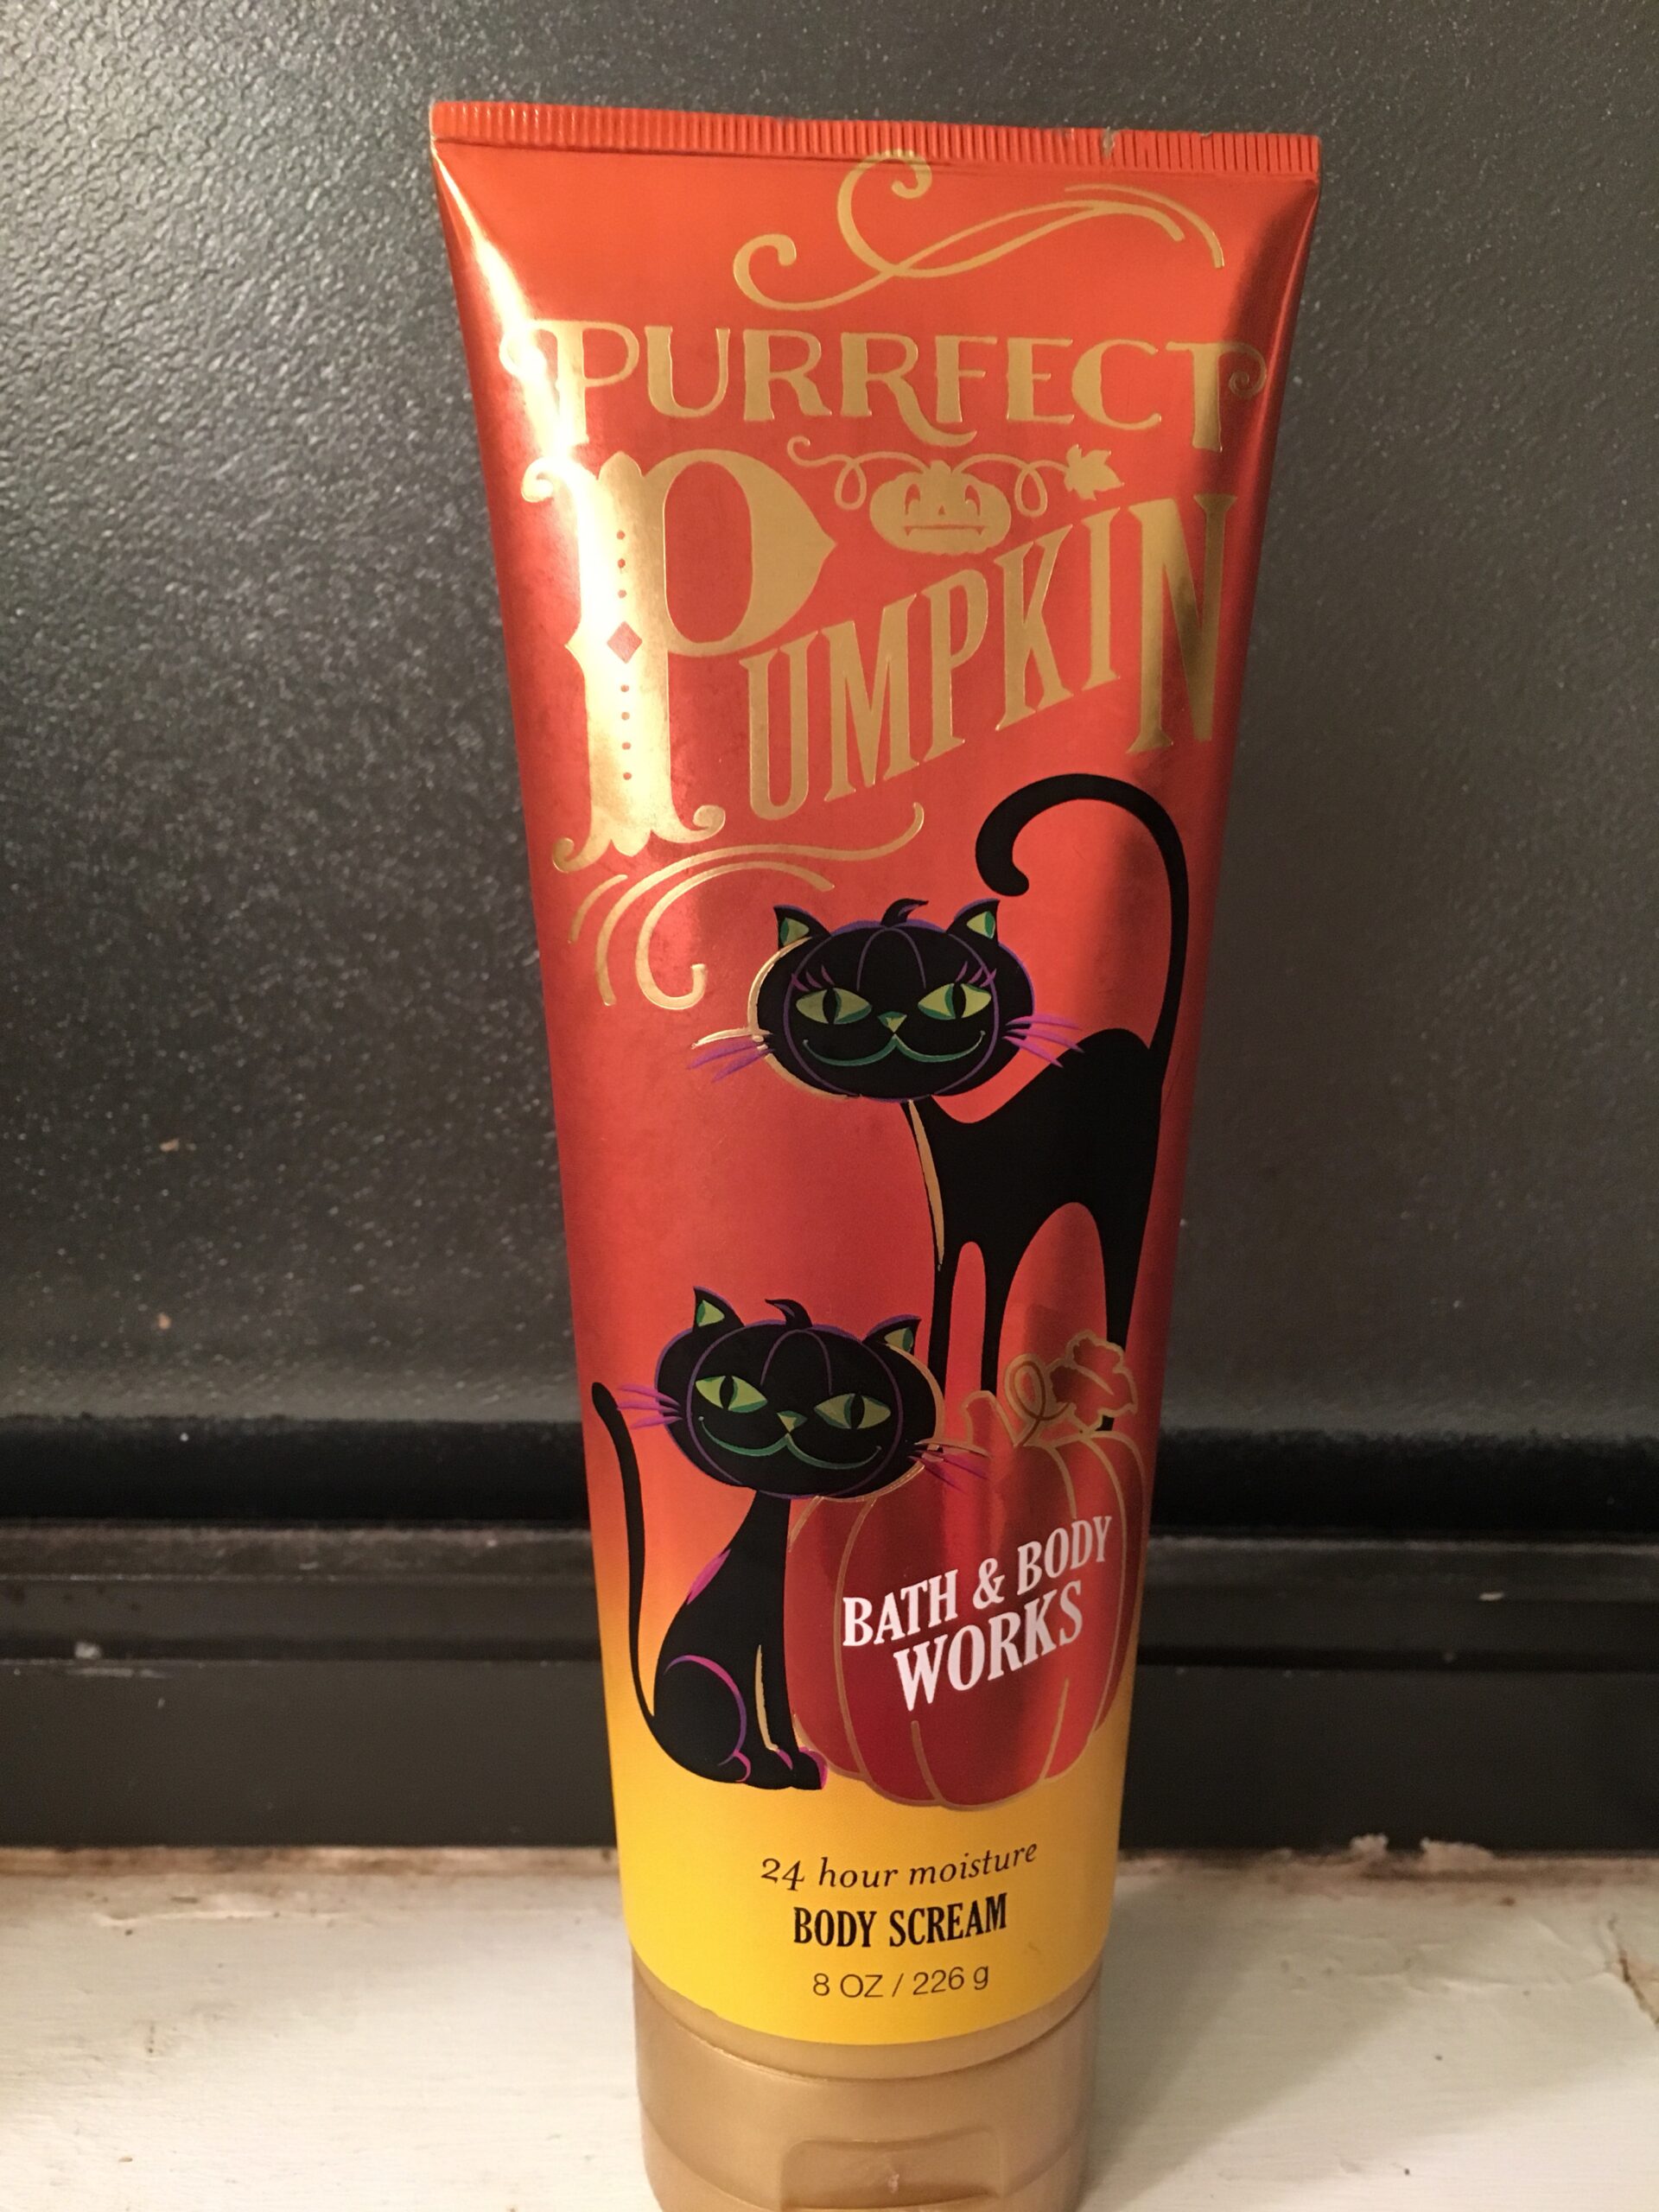 PURRFECT
PUMPKIN
BATH & BODY
WORKS
24 hour moisture
BODY SCREAM
8 OZ / 226 g